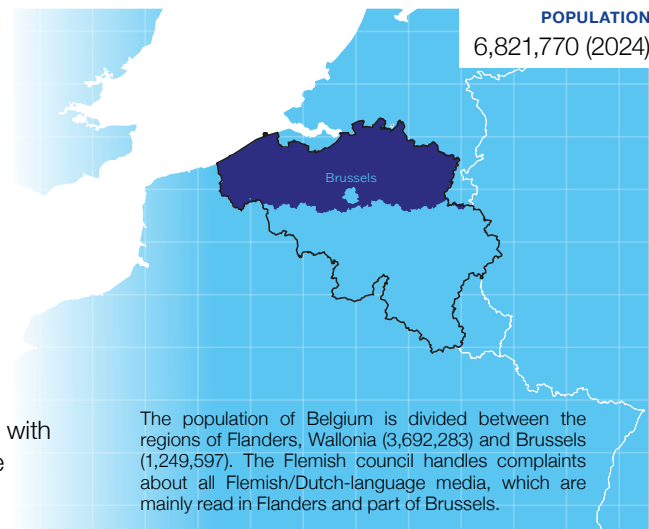 POPULATION
6,821,770 (2024)
Brussels
with
e
The population of Belgium is divided between the
regions of Flanders, Wallonia (3,692,283) and Brussels
(1,249,597). The Flemish council handles complaints
about all Flemish/Dutch-language media, which are
mainly read in Flanders and part of Brussels.